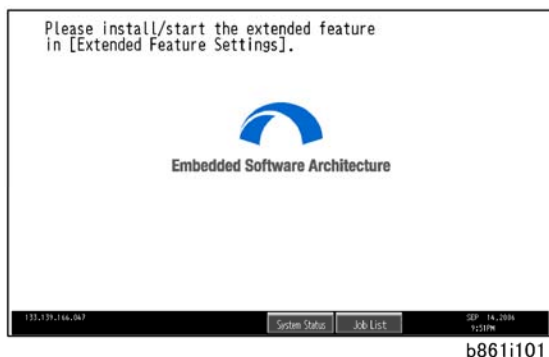 Please install/start the extended feature
in [Extended Feature Settings].
Embedded Software Architecture
133.139.166.047
System Status
Job List
SEP 14,2006
9:51PM
b861i101